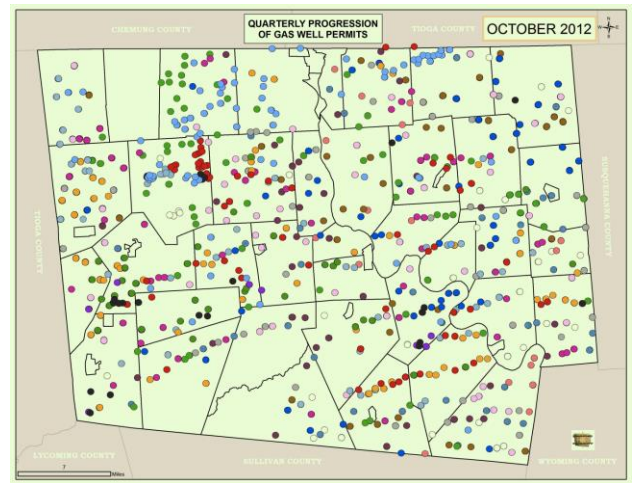 CHEMUNG COUNTY
QUARTERLY PROGRESSION
OF GAS WELL PERMITS
TIOGA COUNTY
OCTOBER 2012
N
W
E
S
TIOGA COUNTY
SUSQUEHANNA COUNTY
LYCOMING COUNTY
SULLIVAN COUNTY
WYOMING COUNTY
7
Miles